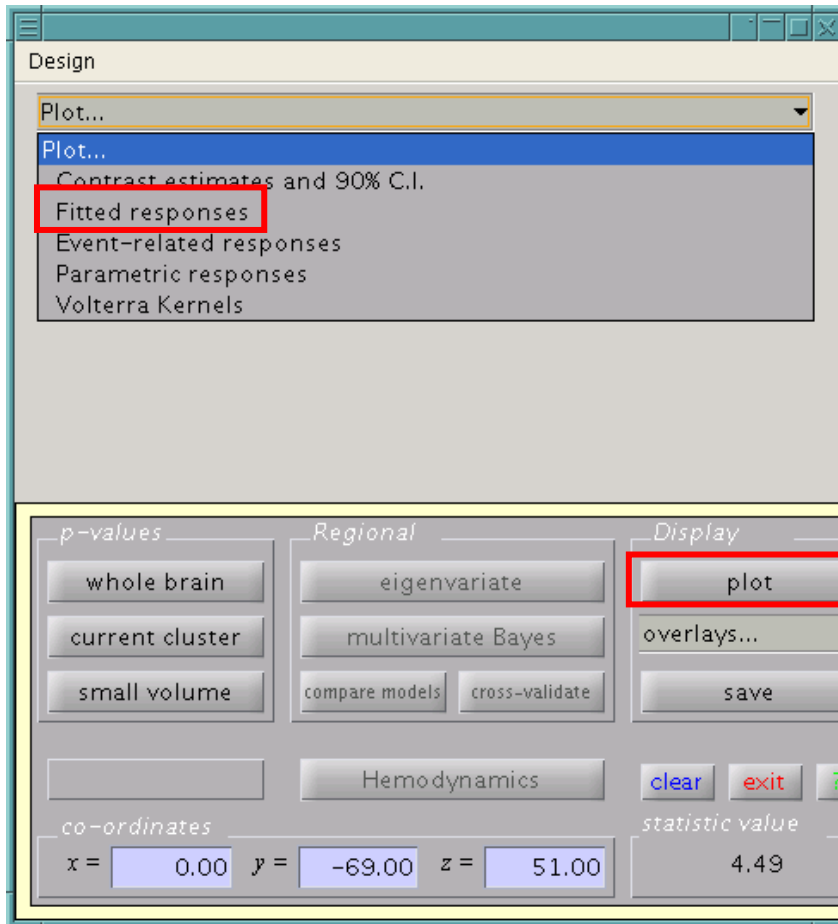 Design
Plot...
Plot...
Contrast estimates and 90% C.I.
Fitted responses
Event-related responses
Parametric responses
Volterra Kernels
p-values Regional Display
whole brain eigenvariate plot
current cluster multivariate Bayes overlays...
small volume compare models cross-validate save
Hemodynamics clear exit ?
co-ordinates statistic value
x = 0.00 y = -69.00 z = 51.00 4.49